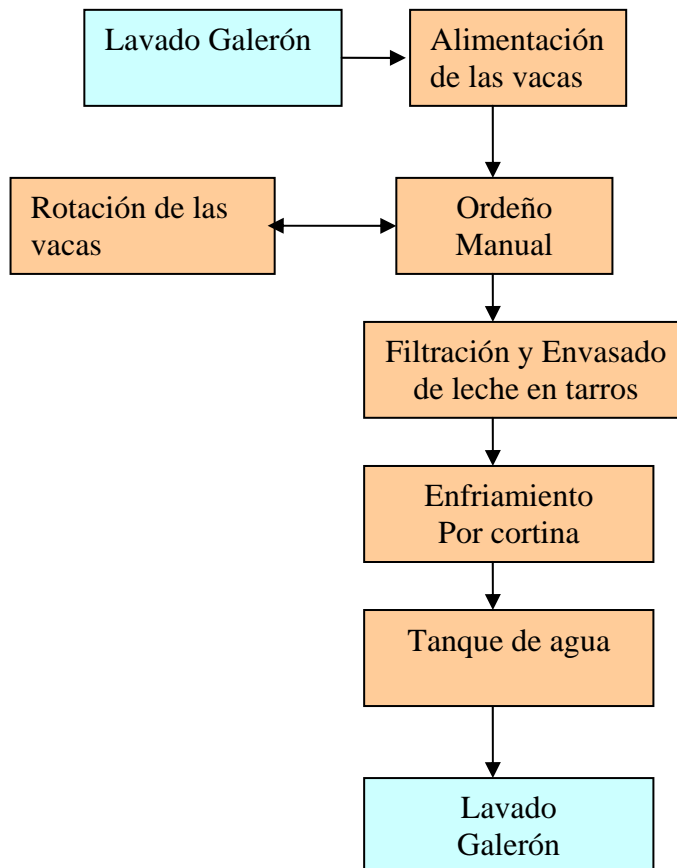 Lavado Galerón
Alimentación
de las vacas
Rotación de las
vacas
Ordeño
Manual
Filtración y Envasado
de leche en tarros
Enfriamiento
Por cortina
Tanque de agua
Lavado
Galerón